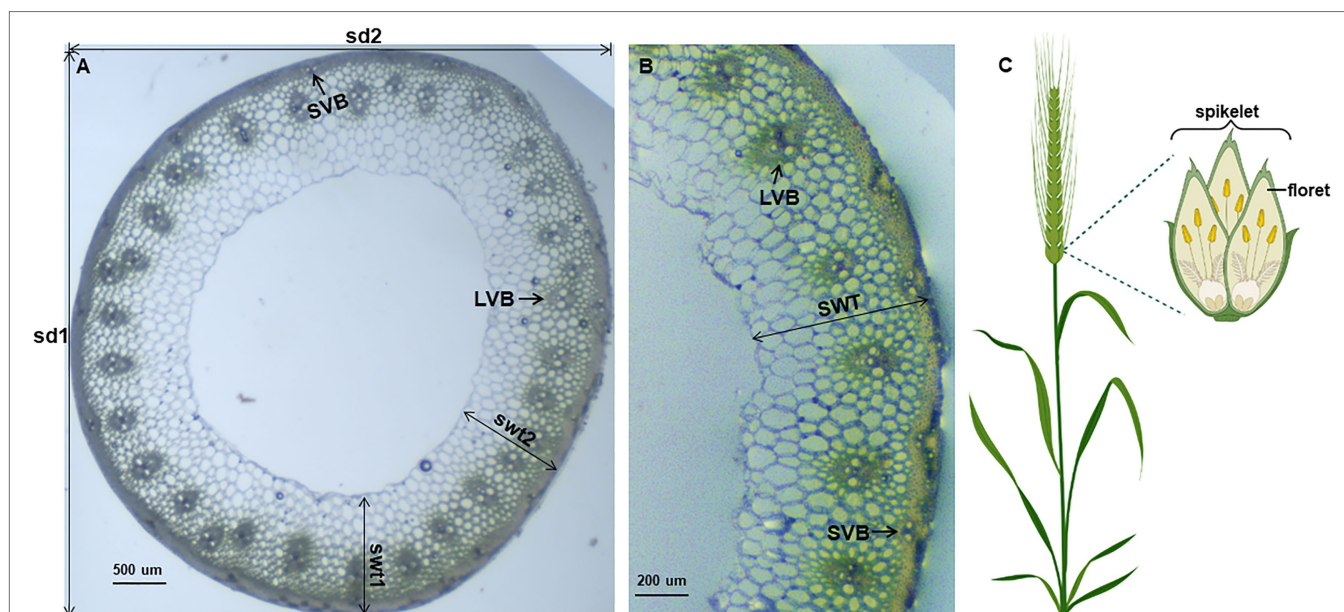 sd2
A
SVB
sd1
LVB
swt2
swt1
500 um
B
LVB
SWT
SVB
200 um
C
spikelet
floret